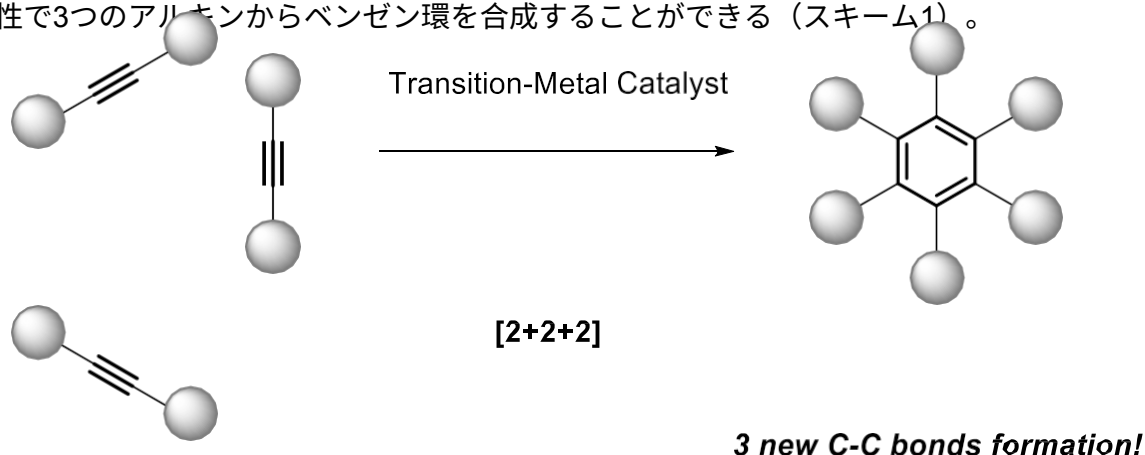 性で3つのアルキンからベンゼン環を合成することができる（スキーム1）。
Transition-Metal Catalyst
[2+2+2]
3 new C-C bonds formation!